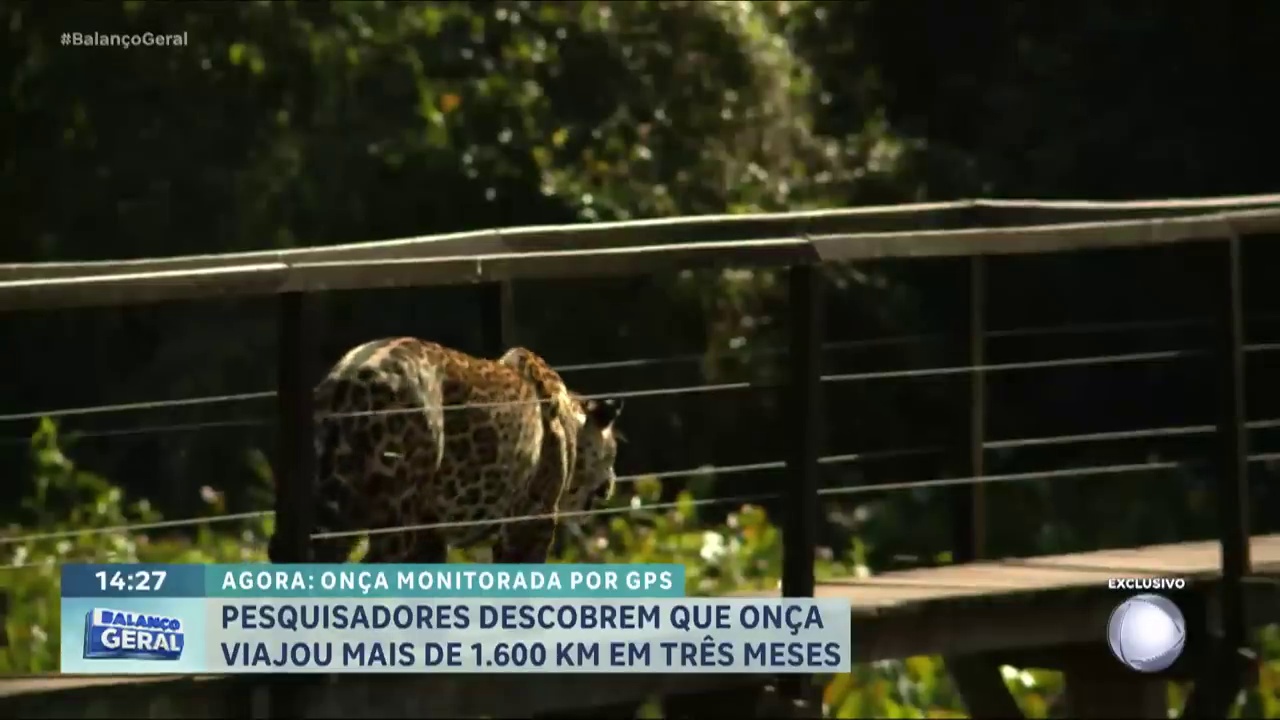 #BalançoGeral
14:27
AGORA: ONÇA MONITORADA POR GPS
BALANÇO
GERAL
PESQUISADORES DESCOBREM QUE ONÇA
VIAJOU MAIS DE 1.600 KM EM TRÊS MESES
EXCLUSIVO